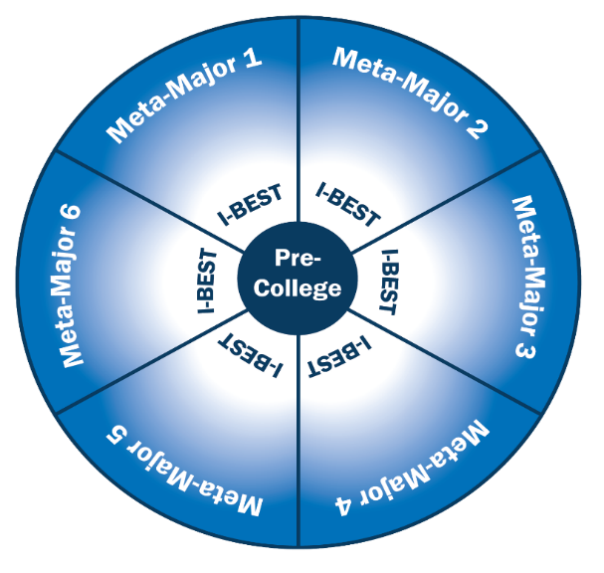 Meta-Major 1
Meta-Major 2
Meta-Major 3
Meta-Major 4
Meta-Major 5
Meta-Major 6
I-BEST
I-BEST
I-BEST
I-BEST
I-BEST
I-BEST
Pre-
College